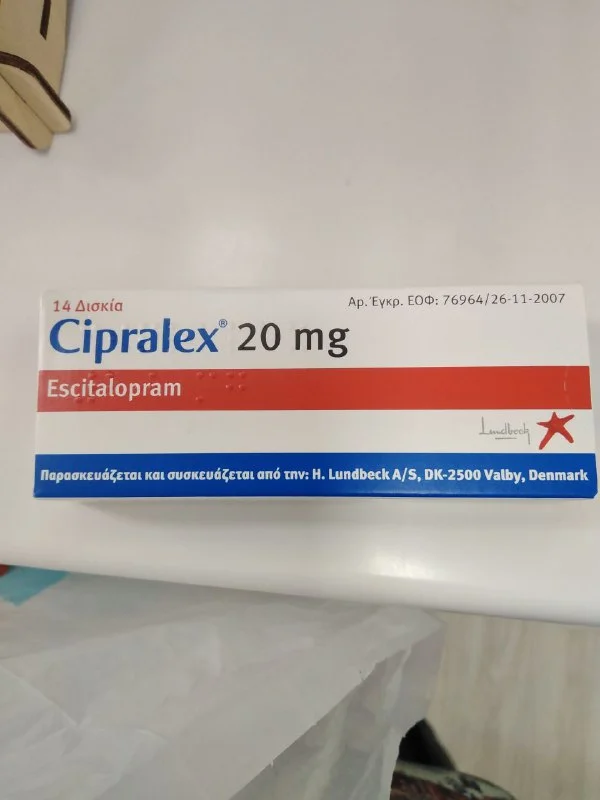 14 Δισκία
Αρ. Έγκρ. ΕΟΦ: 76964/26-11-2007
Cipralex® 20 mg
Escitalopram
Lundbeck
Παρασκευάζεται και συσκευάζεται από την: H. Lundbeck A/S, DK-2500 Valby, Denmark